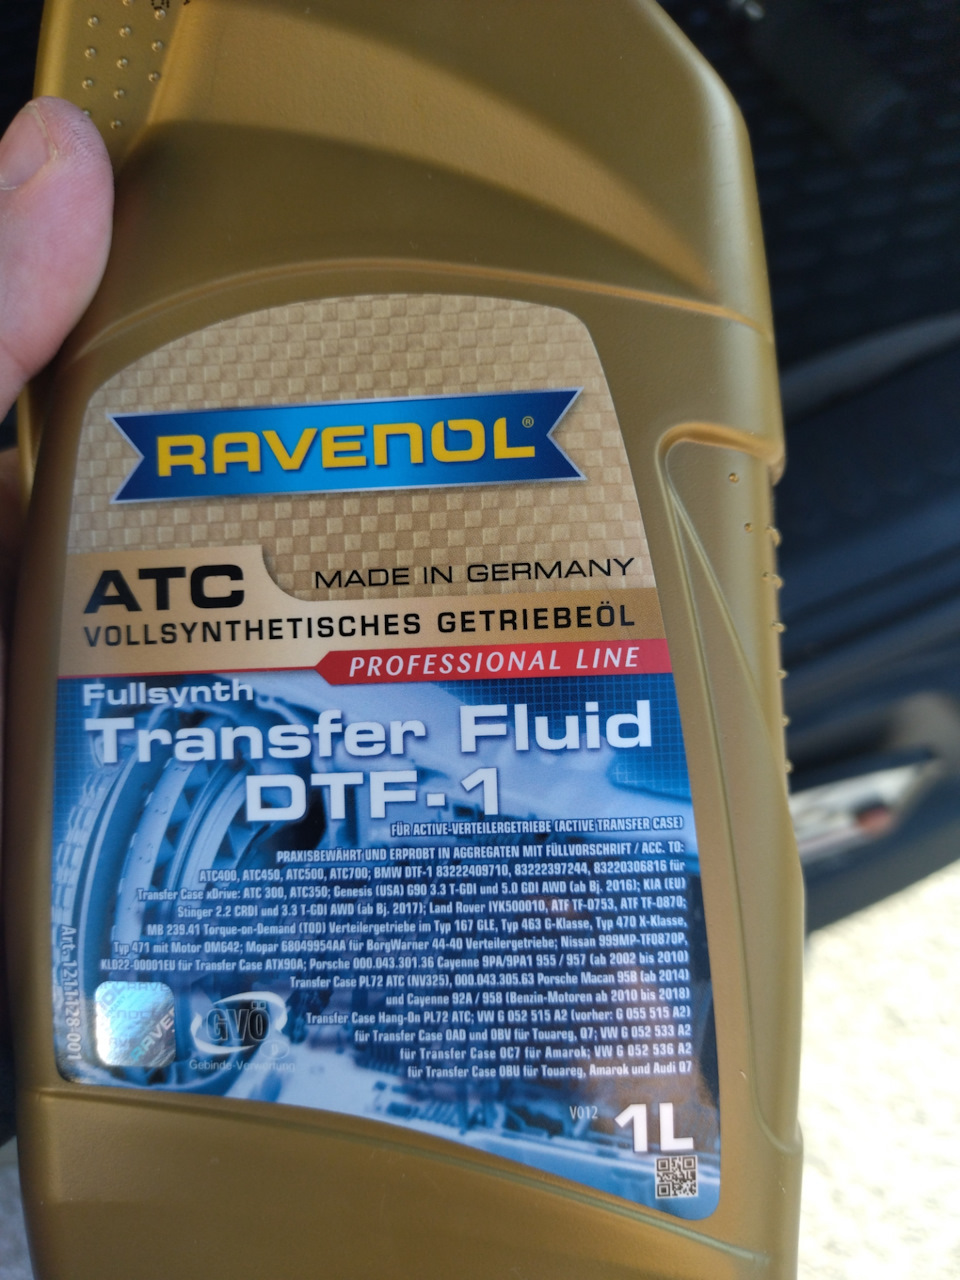 RAVENOL®
ATC
MADE IN GERMANY
VOLLSYNTHETISCHES GETRIEBEÖL
PROFESSIONAL LINE
Fullsynth
Transfer Fluid
DTF-1
FÜR ACTIVE-VERTEILERGETRIEBE (ACTIVE TRANSFER CASE)
PRAXISBEWÄHRT UND ERPROBT IN AGGREGATEN MIT FÜLLVORSCHRIFT / ACC. TO:
ATC400, ATC450, ATC500, ATC700; BMW DTF-1 83222409710, 83222397244, 83220306816 für
Transfer Case xDrive: ATC 300, ATC350; Genesis (USA) G90 3.3 T-GDI und 5.0 GDI AWD (ab Bj. 2016); KIA (EU)
Stinger 2.2 CRDI und 3.3 T-GDI AWD (ab Bj. 2017); Land Rover IYK500010, ATF TF-0753, ATF TF-0870;
MB 239.41 Torque-on-Demand (TOD) Verteilergetriebe im Typ 167 GLE, Typ 463 G-Klasse, Typ 470 X-Klasse,
Typ 471 mit Motor OM642; Mopar 68049954AA für BorgWarner 44-40 Verteilergetriebe; Nissan 999MP-TF0870P,
KLD22-00001EU für Transfer Case ATX90A; Porsche 000.043.301.36 Cayenne 9PA/9PA1 955 / 957 (ab 2002 bis 2010)
Transfer Case PL72 ATC (NV325), 000.043.305.63 Porsche Macan 95B (ab 2014)
und Cayenne 92A / 958 (Benzin-Motoren ab 2010 bis 2018)
Transfer Case Hang-On PL72 ATC; VW G 052 515 A2 (vorher: G 055 515 A2)
für Transfer Case 0AD und 0BV für Touareg, Q7; VW G 052 533 A2
für Transfer Case 0C7 für Amarok; VW G 052 536 A2
für Transfer Case 0BU für Touareg, Amarok und Audi Q7
Art. 1211128-001
GVÖ
Gebinde-Verwertung
V012
1L